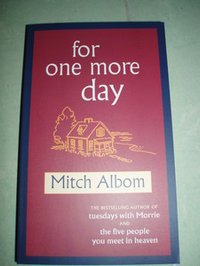 for
one more
day
Mitch Albom
THE BESTSELLING AUTHOR OF
tuesdays with Morrie
AND
the five people
you meet in heaven